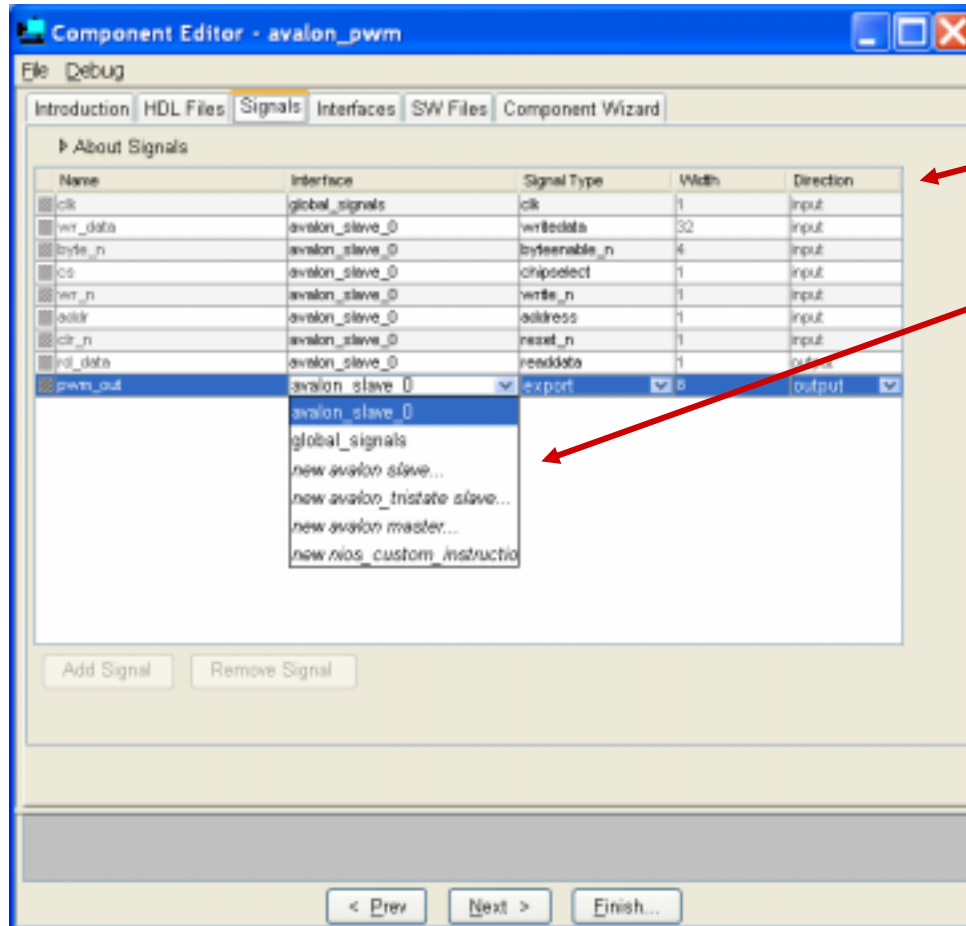 Component Editor - avalon_pwm
File Debug
Introduction HDL Files Signals Interfaces SW Files Component Wizard
About Signals
Name Interface Signal Type Width Direction
clk global_signals clk 1 input
wr_data avalon_slave_0 writedata 32 input
byte_n avalon_slave_0 byteenable_n 4 input
cs avalon_slave_0 chipselect 1 input
wr_n avalon_slave_0 write_n 1 input
addr avalon_slave_0 address 1 input
clr_n avalon_slave_0 reset_n 1 input
rd_data avalon_slave_0 readdata 1 output
pwm_out avalon_slave_0 export output
avalon_slave_0
global_signals
new avalon slave...
new avalon_tristate slave...
new avalon master...
new nios_custom_instructio
Add Signal Remove Signal
< Prev Next > Finish...